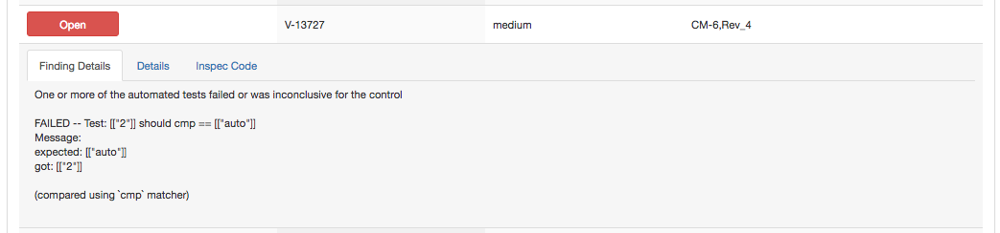 Open V-13727 medium CM-6,Rev_4
Finding Details Details Inspec Code
One or more of the automated tests failed or was inconclusive for the control
FAILED -- Test: [["2"]] should cmp == [["auto"]]
Message:
expected: [["auto"]]
got: [["2"]]
(compared using `cmp` matcher)